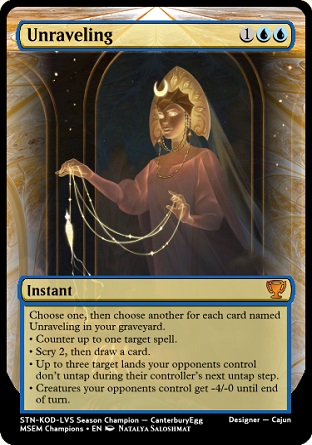 Unraveling 1
Instant
Choose one, then choose another for each card named
Unraveling in your graveyard.
• Counter up to one target spell.
• Scry 2, then draw a card.
• Up to three target lands your opponents control
don't untap during their controller's next untap step.
• Creatures your opponents control get -4/-0 until end
of turn.
STN-KOD-LVS Season Champion — CanterburyEgg Designer — Cajun
MSEM Champions • EN Natalya Saloshmat